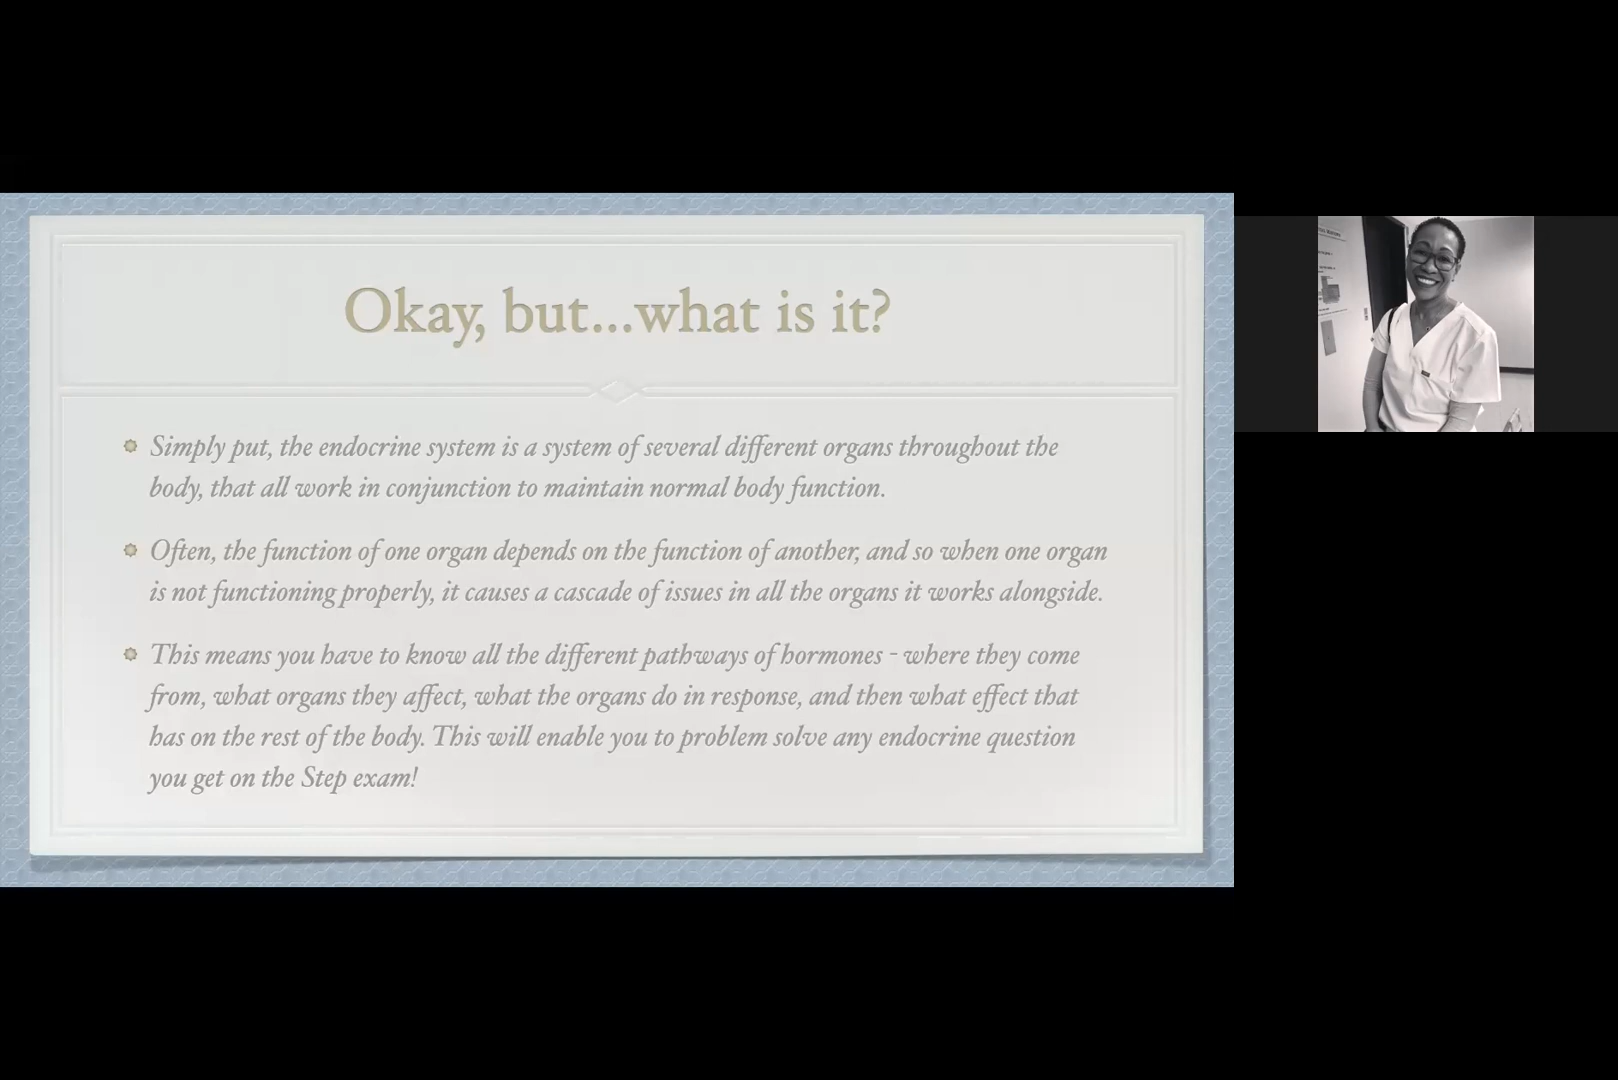 Okay, but...what is it?
Simply put, the endocrine system is a system of several different organs throughout the
body, that all work in conjunction to maintain normal body function.
Often, the function of one organ depends on the function of another, and so when one organ
is not functioning properly, it causes a cascade of issues in all the organs it works alongside.
This means you have to know all the different pathways of hormones - where they come
from, what organs they affect, what the organs do in response, and then what effect that
has on the rest of the body. This will enable you to problem solve any endocrine question
you get on the Step exam!